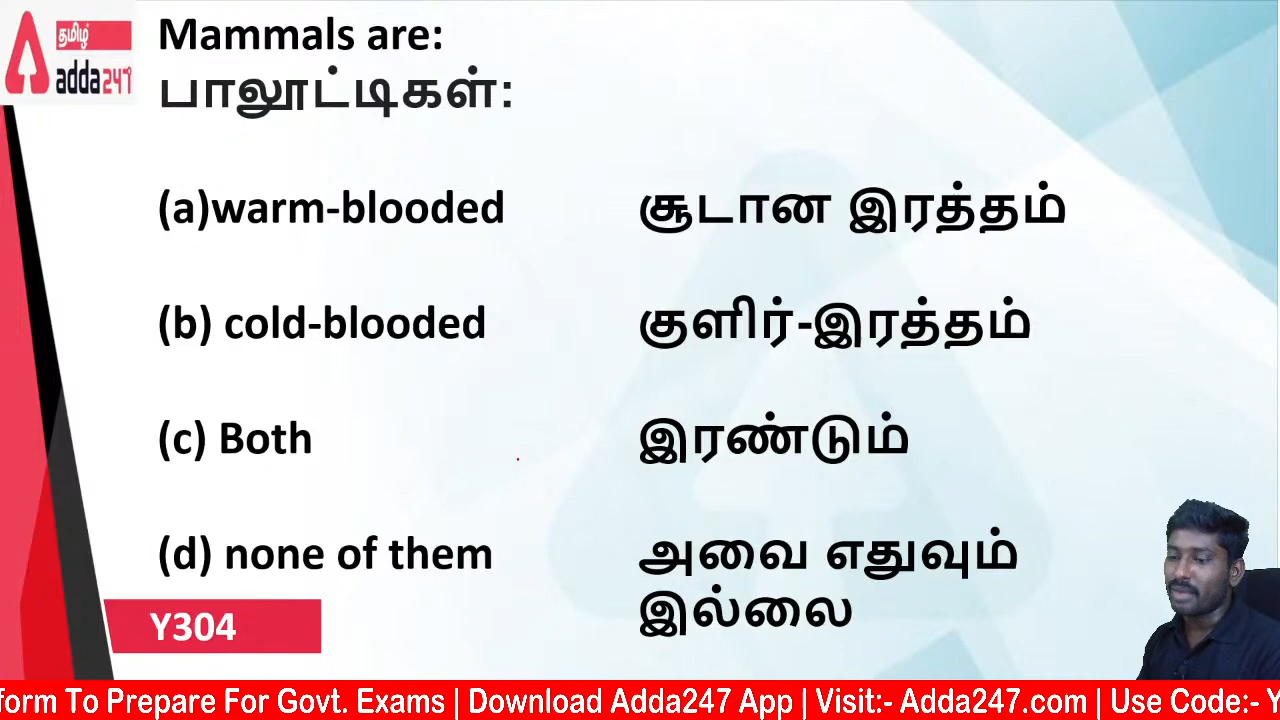 தமிழ்
adda247
Mammals are:
பாலூட்டிகள்:
(a)warm-blooded சூடான இரத்தம்
(b) cold-blooded குளிர்-இரத்தம்
(c) Both இரண்டும்
(d) none of them அவை எதுவும்
இல்லை
Y304
form To Prepare For Govt. Exams | Download Adda247 App | Visit:- Adda247.com | Use Code:- Y